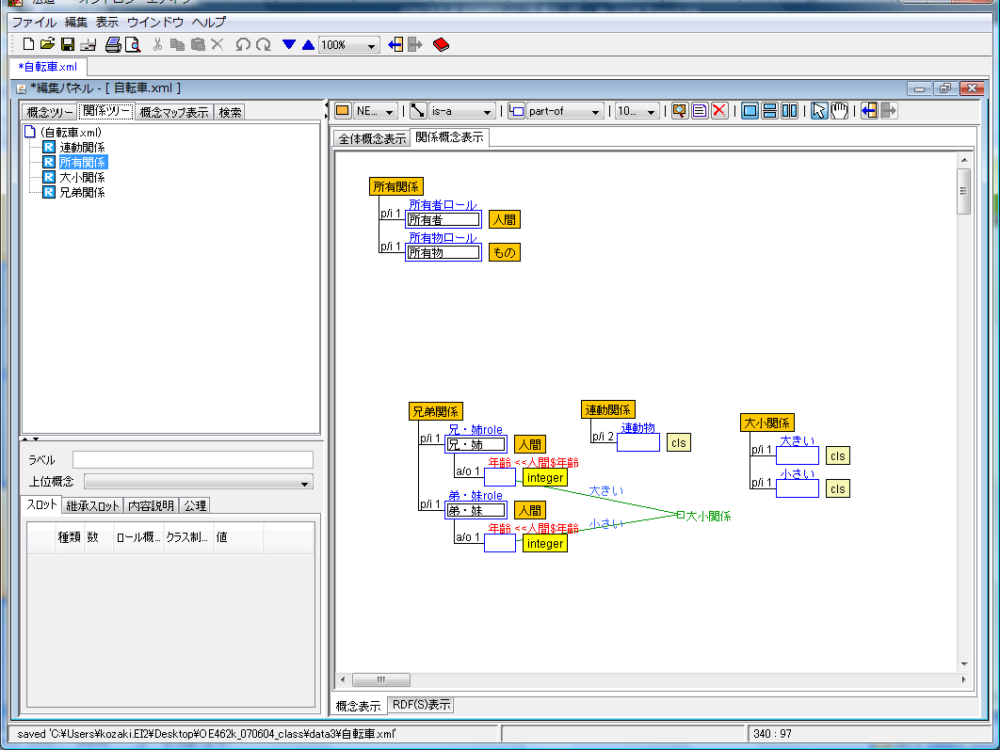 ファイル 編集 表示 ウインドウ ヘルプ
100%
*自転車.xml
*編集パネル - [ 自転車.xml ]
概念ツリー 関係ツリー 概念マップ表示 検索
NE... is-a part-of 10...
全体概念表示 関係概念表示
(自転車.xml)
R 連動関係
R 所有関係
R 大小関係
R 兄弟関係
所有関係
所有者ロール
p/i 1 所有者 人間
所有物ロール
p/i 1 所有物 もの
兄弟関係
兄・姉role
p/i 1 兄・姉 人間
年齢 <<人間$年齢
a/o 1 integer
弟・妹role
p/i 1 弟・妹 人間
年齢 <<人間$年齢
a/o 1 integer
大きい
小さい
大小関係
連動関係
連動物
p/i 2 cls
大小関係
大きい
p/i 1 cls
小さい
p/i 1 cls
ラベル
上位概念
スロット 継承スロット 内容説明 公理
種類 数 ロール概... クラス制... 値
概念表示 RDF(S)表示
saved 'C:¥Users¥kozaki.EI2¥Desktop¥OE462k_070604_class¥data3¥自転車.xml'
340 : 97